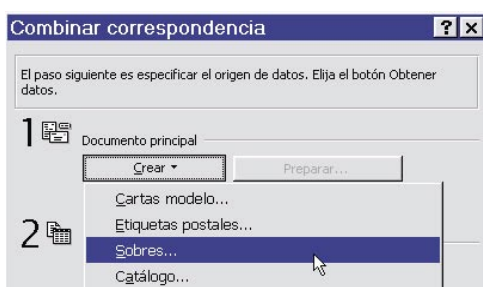 Combinar correspondencia
El paso siguiente es especificar el origen de datos. Elija el botón Obtener
datos.
1 Documento principal
Crear Preparar...
Cartas modelo...
Etiquetas postales...
2
Sobres...
Catálogo...